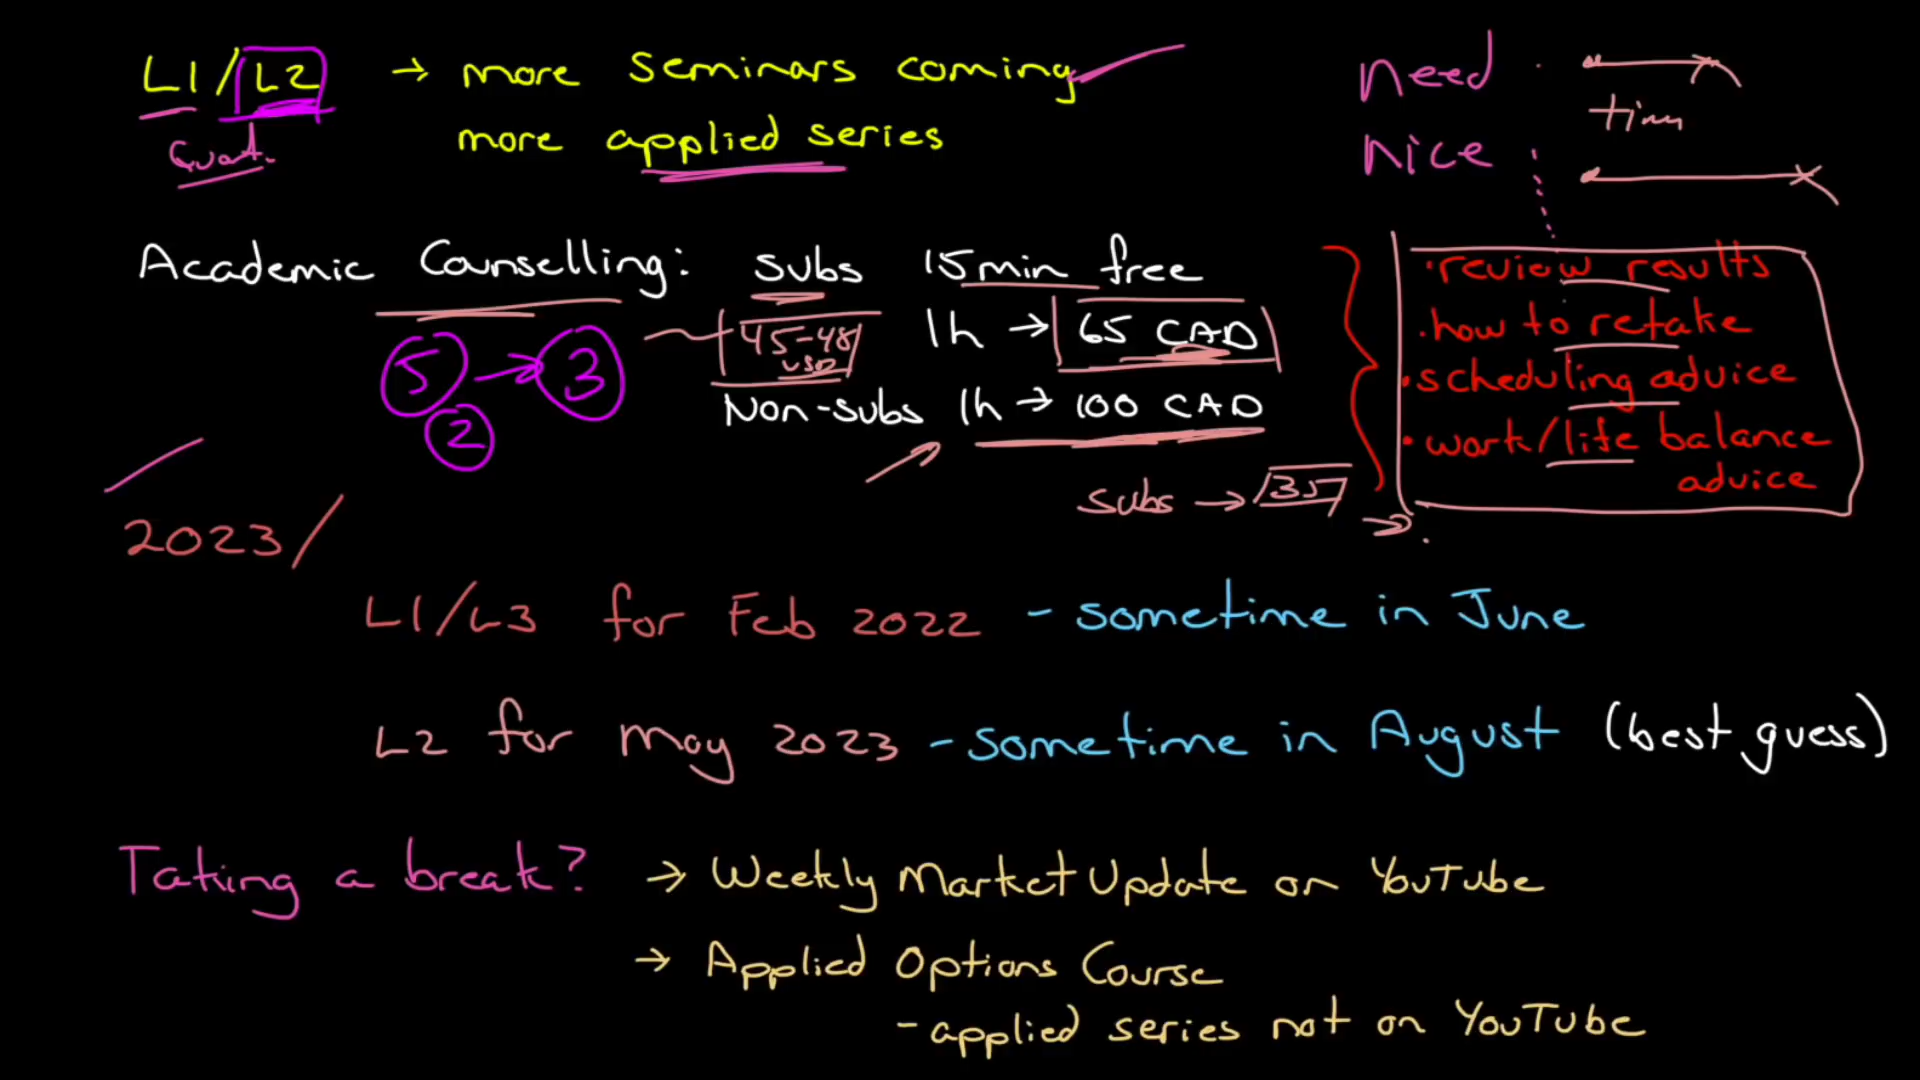 L1/L2 → more seminars coming
Quant.
more applied series
need
time
nice
Academic Counselling: subs 15min free
45-48 USD
1h → 65 CAD
Non-subs 1h → 100 CAD
subs → 35
5 → 3
2
·review results
·how to retake
·scheduling advice
·work/life balance
advice
2023/
L1/L3 for Feb 2022 - sometime in June
L2 for may 2023 - sometime in August (best guess)
Taking a break? → Weekly Market Update on YouTube
→ Applied Options Course
- applied series not on YouTube